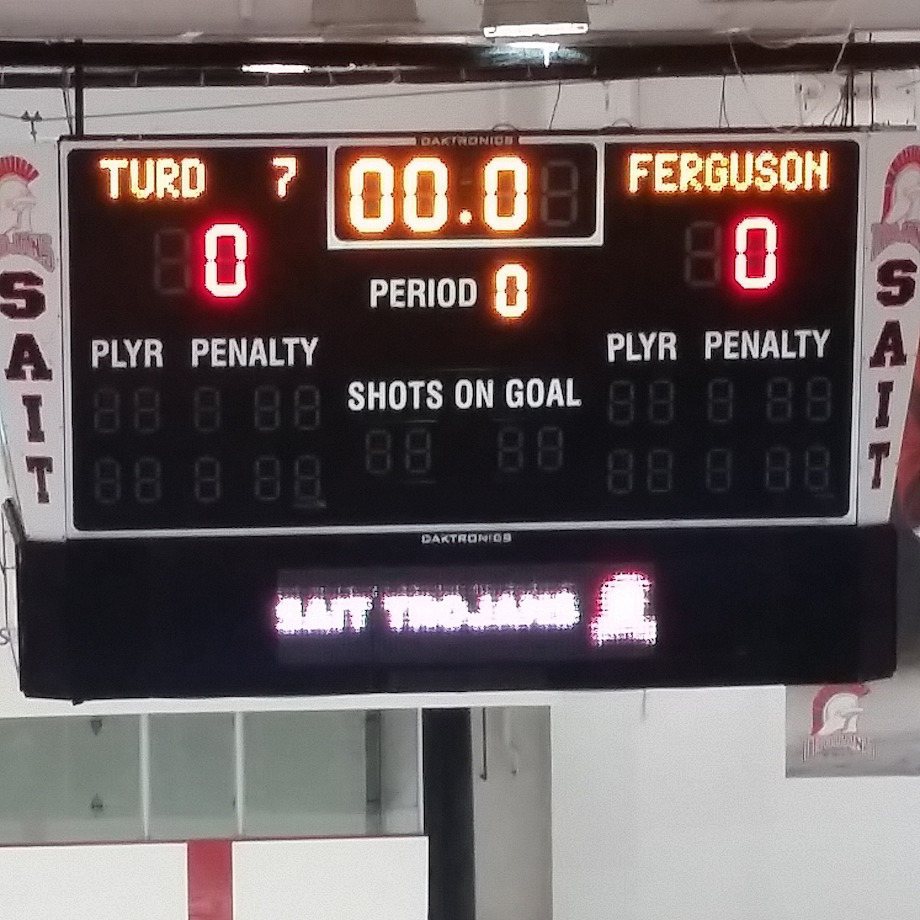 DAKTRONICS
TURD 7 00.0 FERGUSON
0 0
PERIOD 0
PLYR PENALTY PLYR PENALTY
SHOTS ON GOAL
SAIT SAIT
DAKTRONICS
SAIT TROJANS